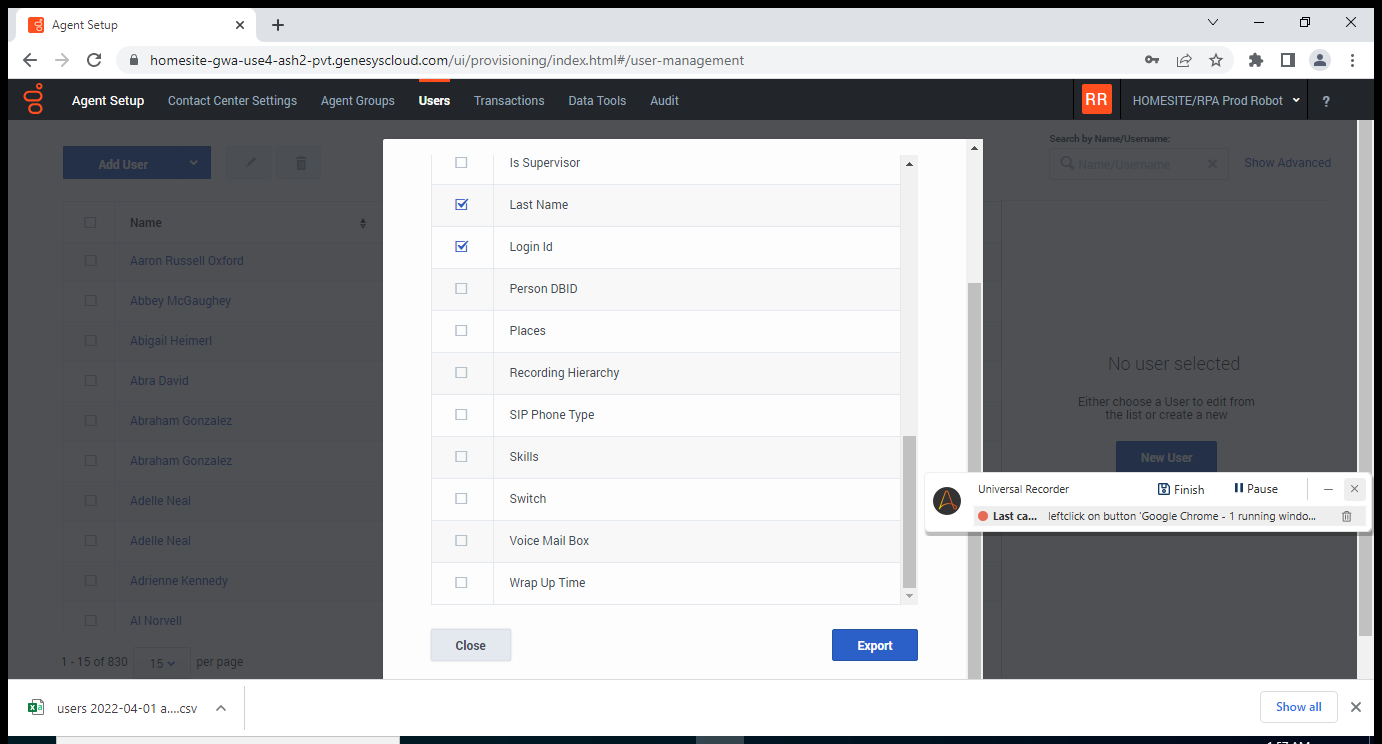 Agent Setup
homesite-gwa-use4-ash2-pvt.genesyscloud.com/ui/provisioning/index.html#/user-management
Agent Setup Contact Center Settings Agent Groups Users Transactions Data Tools Audit RR HOMESITE/RPA Prod Robot ?
Add User
Search by Name/Username:
Name/Username
Show Advanced
Name
Aaron Russell Oxford
Abbey McGaughey
Abigail Heimerl
Abra David
Abraham Gonzalez
Abraham Gonzalez
Adelle Neal
Adelle Neal
Adrienne Kennedy
Al Norvell
1 - 15 of 830 15 per page
Is Supervisor
Last Name
Login Id
Person DBID
Places
Recording Hierarchy
SIP Phone Type
Skills
Switch
Voice Mail Box
Wrap Up Time
Close Export
No user selected
Either choose a User to edit from
the list or create a new
New User
Universal Recorder Finish Pause
Last ca... leftclick on button 'Google Chrome - 1 running windo...
users 2022-04-01 a....csv Show all